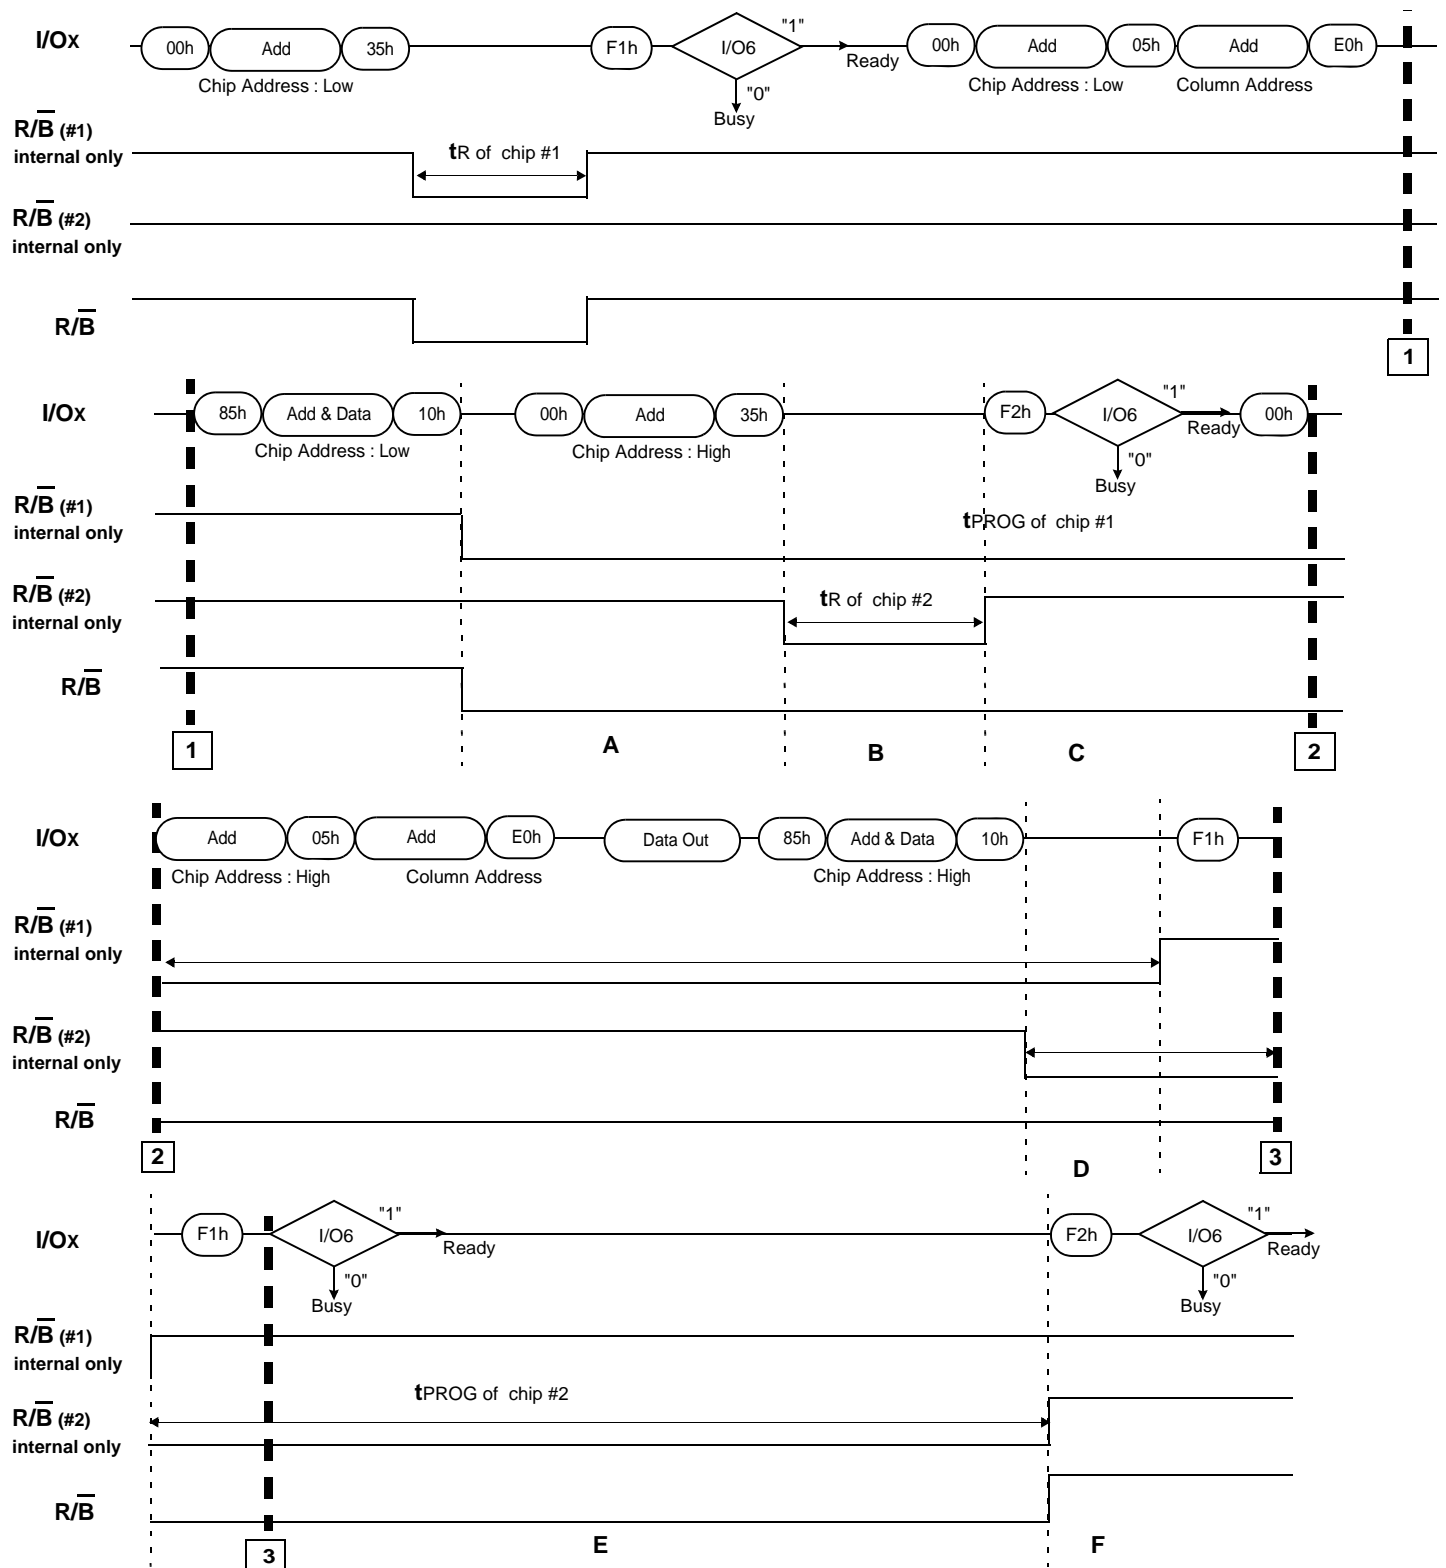 I/Ox 00h Add 35h F1h I/O6 "1" Ready 00h Add 05h Add E0h
Chip Address : Low "0" Busy Chip Address : Low Column Address
R/B (#1)
internal only
tR of chip #1
R/B (#2)
internal only
R/B
1
I/Ox 85h Add & Data 10h 00h Add 35h F2h I/O6 "1" Ready 00h
Chip Address : Low Chip Address : High "0" Busy
R/B (#1)
internal only
tPROG of chip #1
R/B (#2)
internal only
tR of chip #2
R/B
1 A B C 2
I/Ox Add 05h Add E0h Data Out 85h Add & Data 10h F1h
Chip Address : High Column Address Chip Address : High
R/B (#1)
internal only
R/B (#2)
internal only
R/B
2 D 3
I/Ox F1h I/O6 "1" Ready F2h I/O6 "1" Ready
"0" Busy "0" Busy
R/B (#1)
internal only
tPROG of chip #2
R/B (#2)
internal only
R/B
3 E F